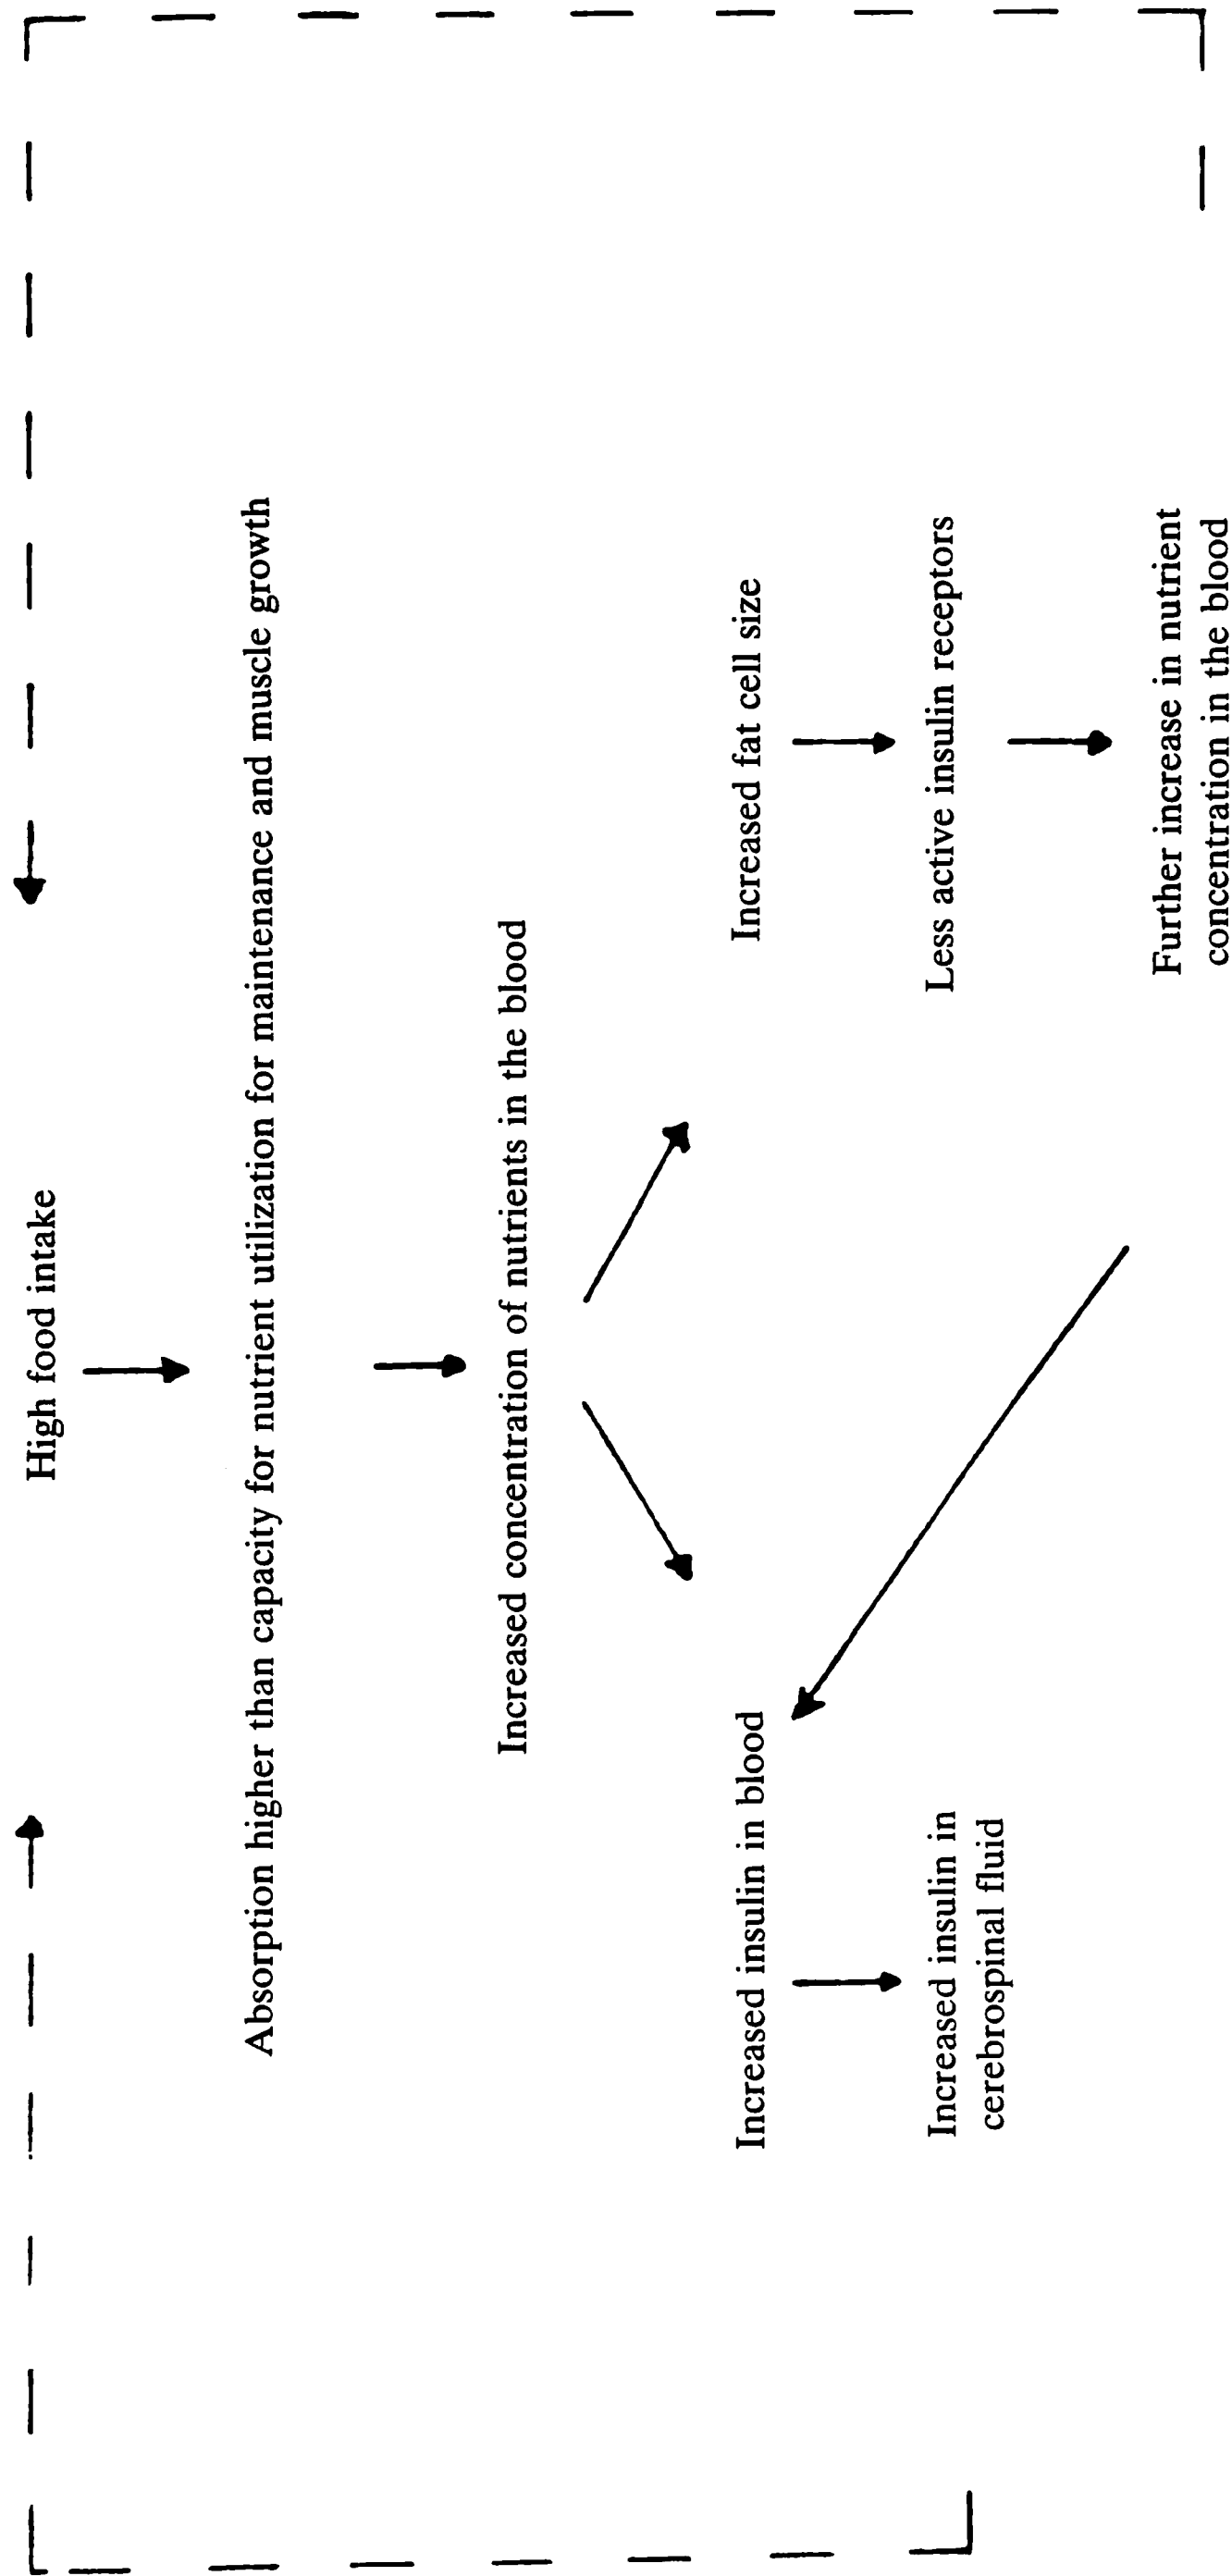 High food intake
Absorption higher than capacity for nutrient utilization for maintenance and muscle growth
Increased concentration of nutrients in the blood
Increased insulin in blood
Increased fat cell size
Increased insulin in
cerebrospinal fluid
Less active insulin receptors
Further increase in nutrient
concentration in the blood